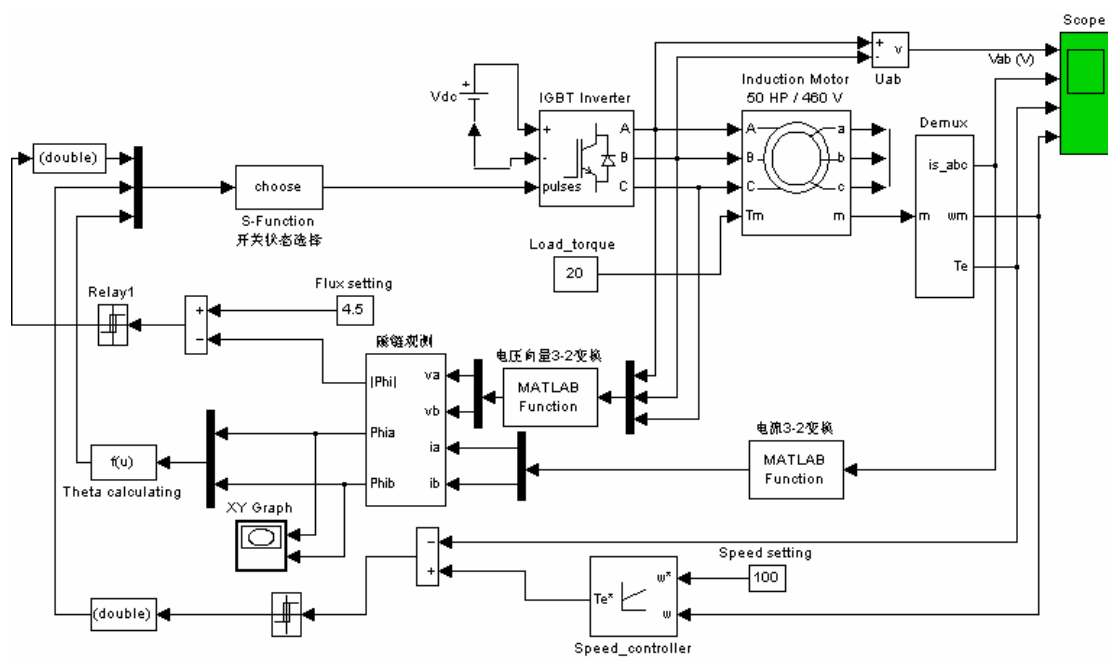 Scope
Vab (V)
+
-
v
Uab
Vdc
+
IGBT Inverter
+
-
pulses
A
B
C
Induction Motor
50 HP / 460 V
A
B
C
Tm
a
b
c
m
Demux
m
is_abc
wm
Te
(double)
choose
S-Function
开关状态选择
Load_torque
20
Relay1
+
−
Flux setting
4.5
磁链观测
|Phi|
Phia
Phib
va
vb
ia
ib
电压向量3-2变换
MATLAB
Function
电流3-2变换
MATLAB
Function
f(u)
Theta calculating
XY Graph
−
+
Speed setting
100
Te*
w*
w
Speed_controller
(double)